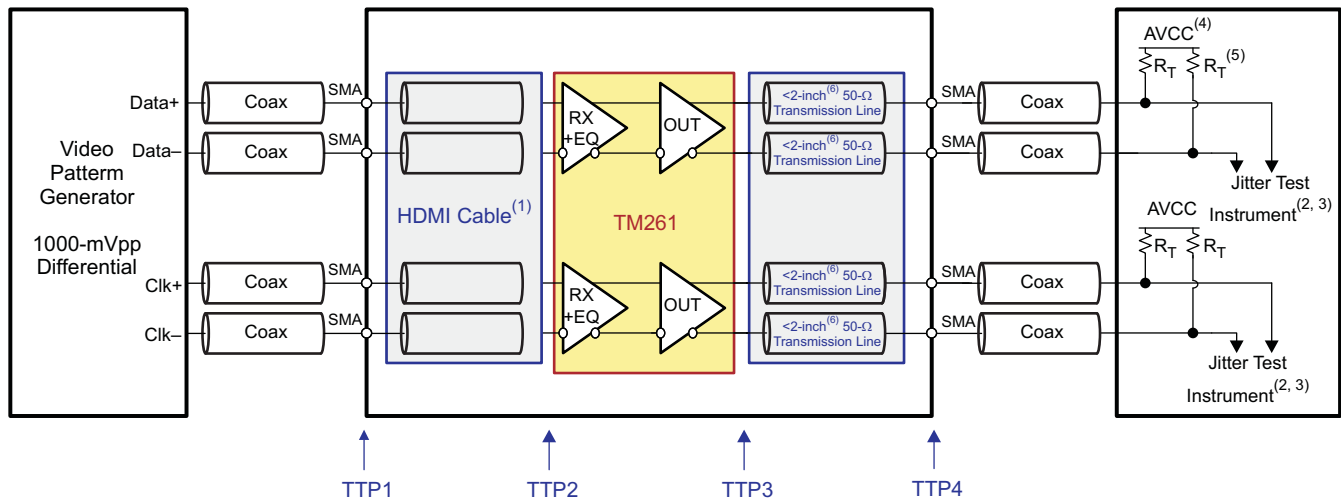 Video
Patterm
Generator
1000-mVpp
Differential
Data+
Data–
Clk+
Clk–
Coax
SMA
Coax
SMA
Coax
SMA
Coax
SMA
HDMI Cable(1)
RX
+EQ
OUT
TM261
RX
+EQ
OUT
<2-inch(6) 50-Ω
Transmission Line
<2-inch(6) 50-Ω
Transmission Line
<2-inch(6) 50-Ω
Transmission Line
<2-inch(6) 50-Ω
Transmission Line
SMA
Coax
SMA
Coax
SMA
Coax
SMA
Coax
AVCC(4)
RT
RT(5)
Jitter Test
Instrument(2, 3)
AVCC
RT
RT
Jitter Test
Instrument(2, 3)
TTP1
TTP2
TTP3
TTP4